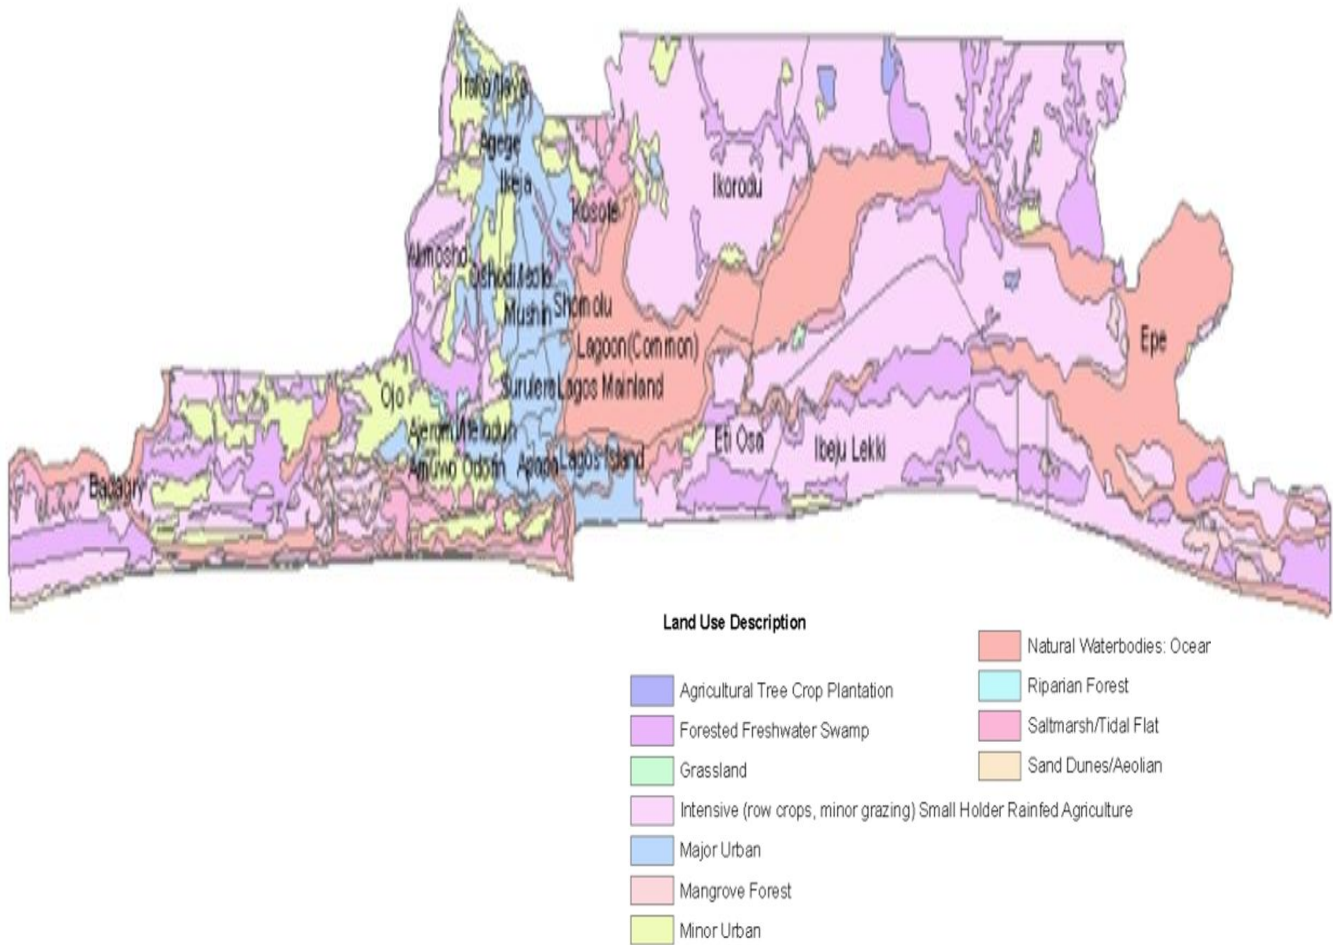 Agege
Ikeja
Ikorodu
Kosofe
Alimosho
Oshodi/Isolo
Mushin
Shomolu
Lagoon(Common)
Epe
Surulere
Lagos Mainland
Ojo
Eti Osa
Ibeju Lekki
Amuwo Odofin
Apapa
Lagos Island
Badagry
Land Use Description
Agricultural Tree Crop Plantation
Forested Freshwater Swamp
Grassland
Intensive (row crops, minor grazing) Small Holder Rainfed Agriculture
Major Urban
Mangrove Forest
Minor Urban
Natural Waterbodies: Ocear
Riparian Forest
Saltmarsh/Tidal Flat
Sand Dunes/Aeolian